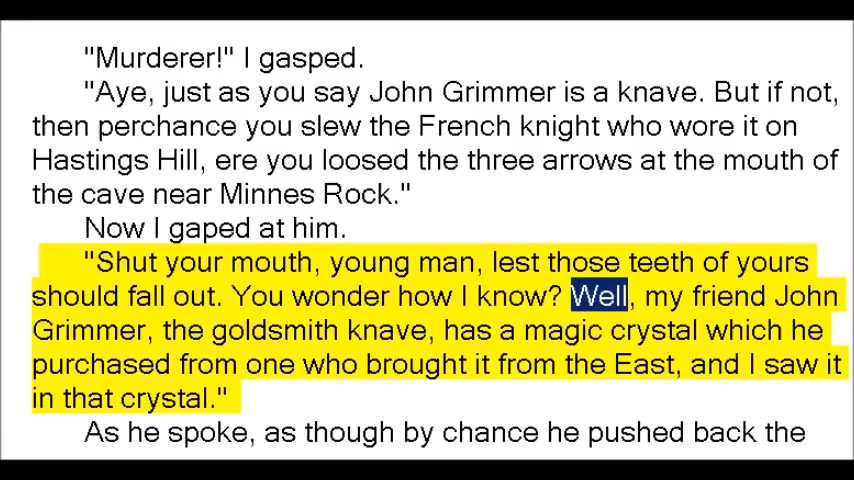 "Murderer!" I gasped.
"Aye, just as you say John Grimmer is a knave. But if not,
then perchance you slew the French knight who wore it on
Hastings Hill, ere you loosed the three arrows at the mouth of
the cave near Minnes Rock."
Now I gaped at him.
"Shut your mouth, young man, lest those teeth of yours
should fall out. You wonder how I know? Well, my friend John
Grimmer, the goldsmith knave, has a magic crystal which he
purchased from one who brought it from the East, and I saw it
in that crystal."
As he spoke, as though by chance he pushed back the